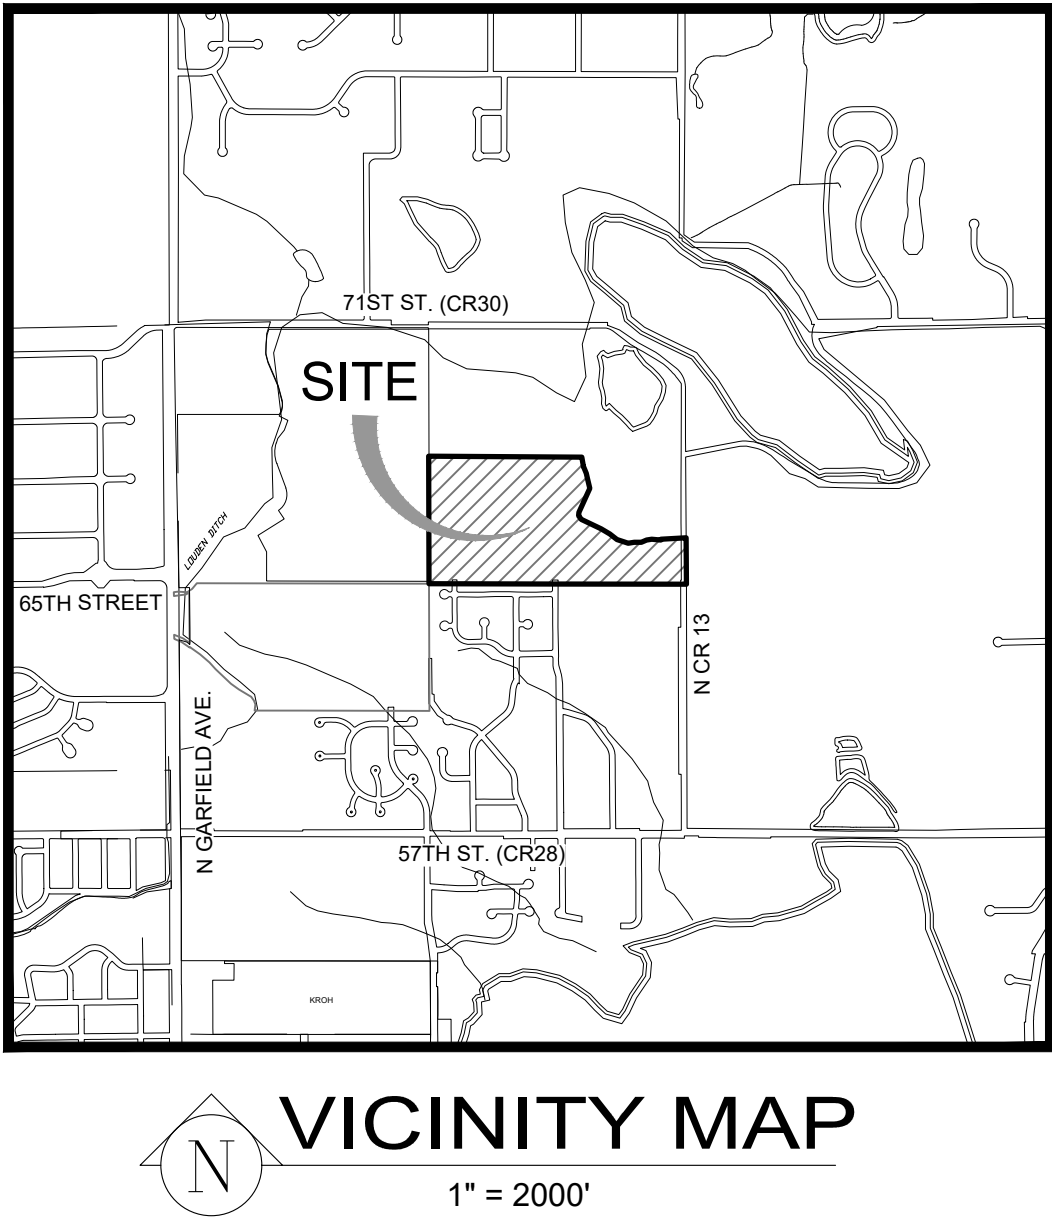 71ST ST. (CR30)
SITE
LOUDEN DITCH
65TH STREET
N CR 13
N GARFIELD AVE.
57TH ST. (CR28)
KROH
VICINITY MAP
N
1" = 2000'